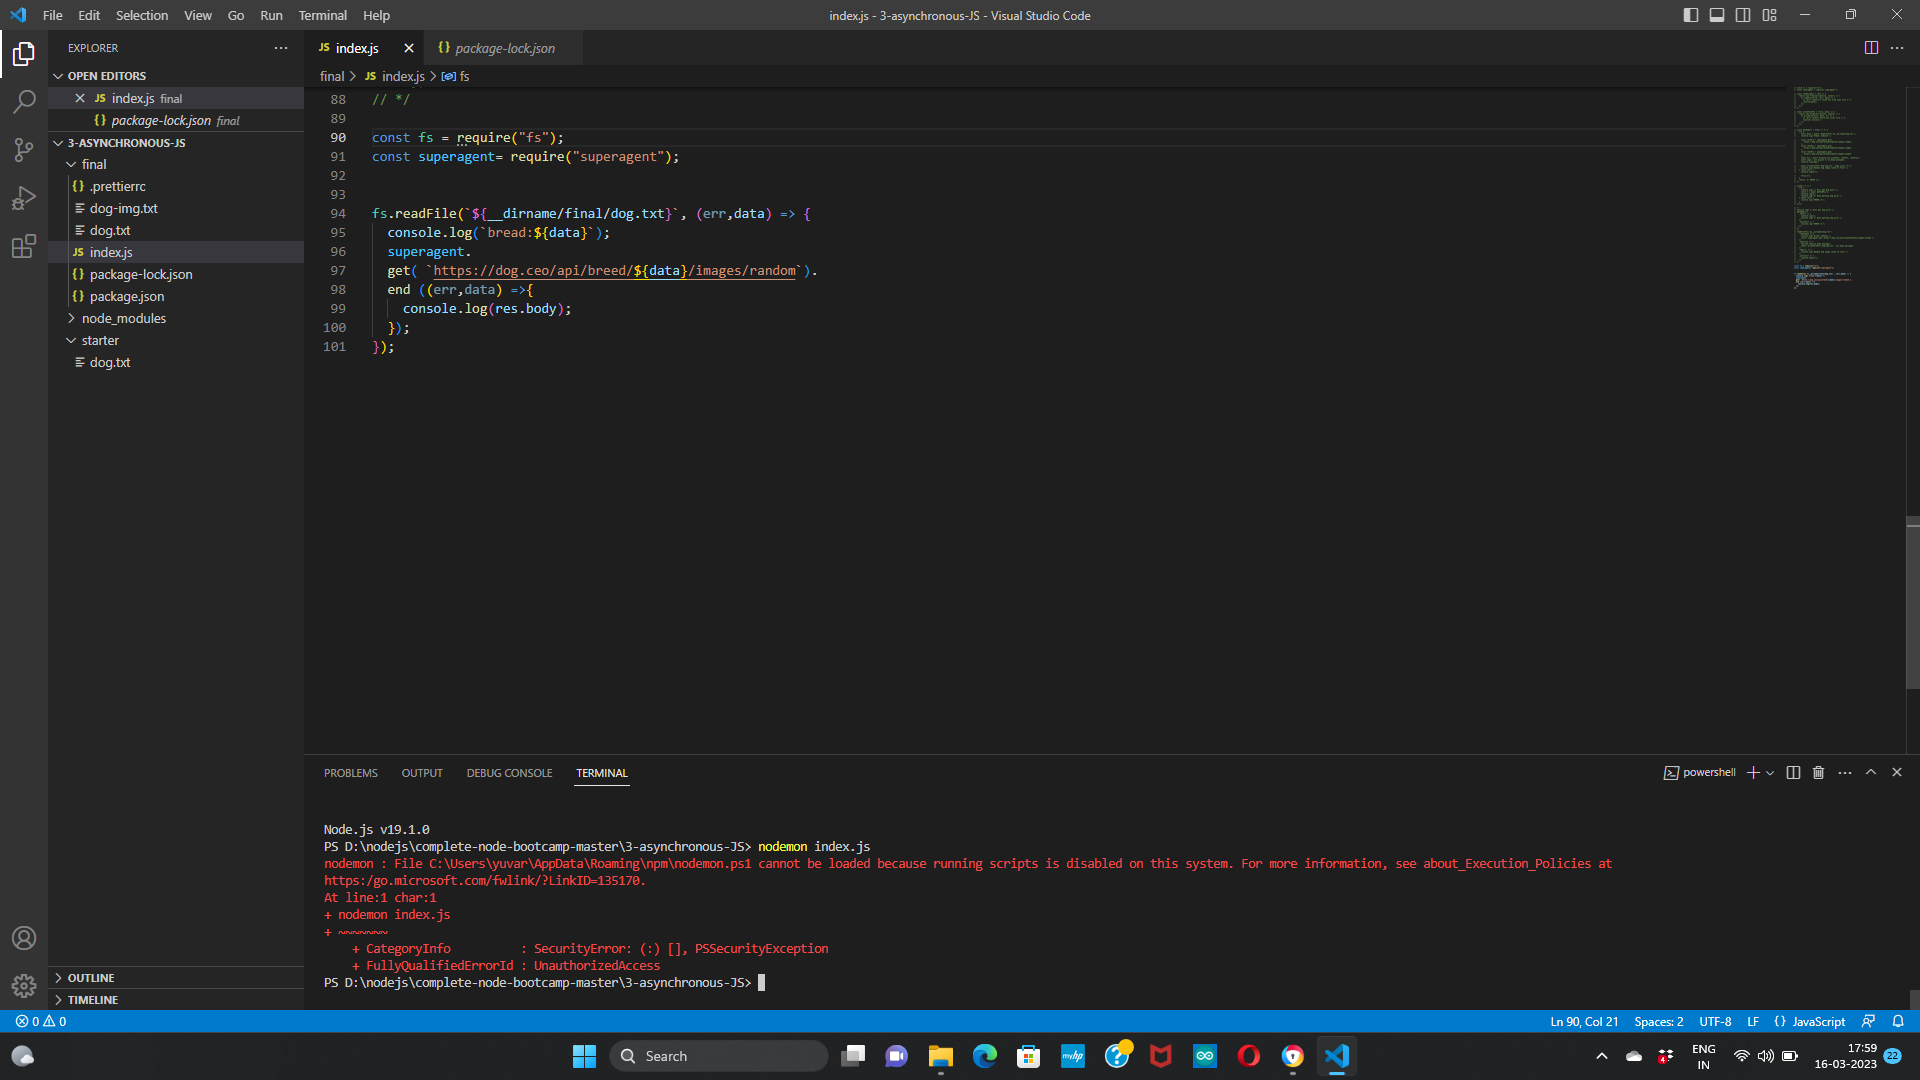 File Edit Selection View Go Run Terminal Help
index.js - 3-asynchronous-JS - Visual Studio Code
EXPLORER
OPEN EDITORS
JS index.js final
{} package-lock.json final
3-ASYNCHRONOUS-JS
final
{} .prettierrc
dog-img.txt
dog.txt
JS index.js
{} package-lock.json
{} package.json
node_modules
starter
dog.txt
OUTLINE
TIMELINE
JS index.js
{} package-lock.json
final > JS index.js > fs
88 // */
89
90 const fs = require("fs");
91 const superagent= require("superagent");
92
93
94 fs.readFile(`${__dirname/final/dog.txt}`, (err,data) => {
95 console.log(`bread:${data}`);
96 superagent.
97 get( `https://dog.ceo/api/breed/${data}/images/random`).
98 end ((err,data) =>{
99 console.log(res.body);
100 });
101 });
PROBLEMS OUTPUT DEBUG CONSOLE TERMINAL
powershell
Node.js v19.1.0
PS D:\nodejs\complete-node-bootcamp-master\3-asynchronous-JS> nodemon index.js
nodemon : File C:\Users\yuvar\AppData\Roaming\npm\nodemon.ps1 cannot be loaded because running scripts is disabled on this system. For more information, see about_Execution_Policies at
https:/go.microsoft.com/fwlink/?LinkID=135170.
At line:1 char:1
+ nodemon index.js
+ ~~~~~~~
+ CategoryInfo : SecurityError: (:) [], PSSecurityException
+ FullyQualifiedErrorId : UnauthorizedAccess
PS D:\nodejs\complete-node-bootcamp-master\3-asynchronous-JS>
0 0
Ln 90, Col 21 Spaces: 2 UTF-8 LF {} JavaScript
Search
myhp
4
ENG
IN
17:59
16-03-2023
22